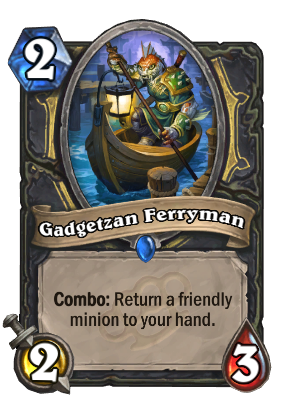 2
Gadgetzan Ferryman
Combo: Return a friendly
minion to your hand.
2
3